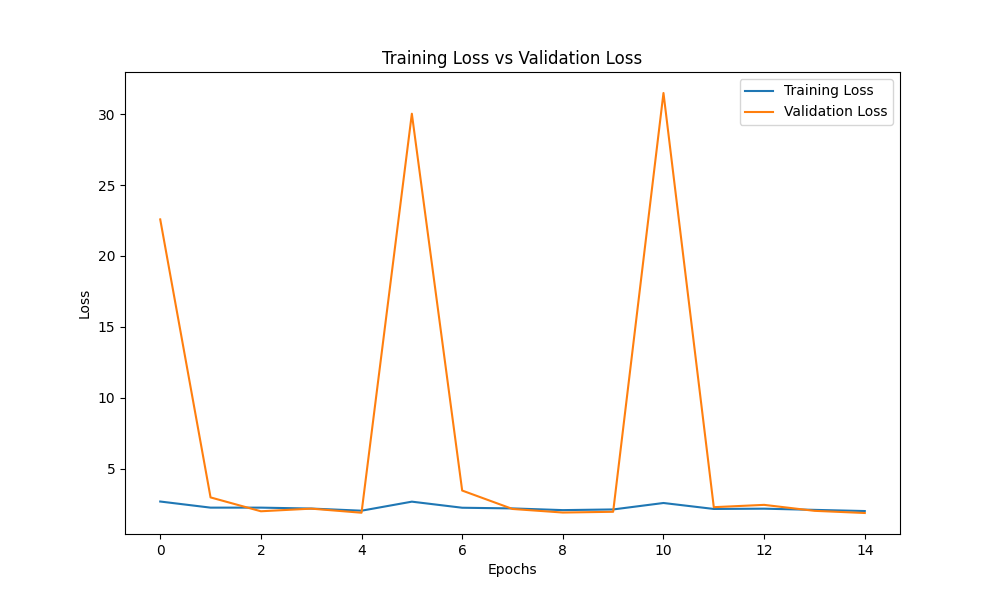 Training Loss vs Validation Loss
Training Loss
Validation Loss
30
25
20
15
10
5
Loss
0 2 4 6 8 10 12 14
Epochs